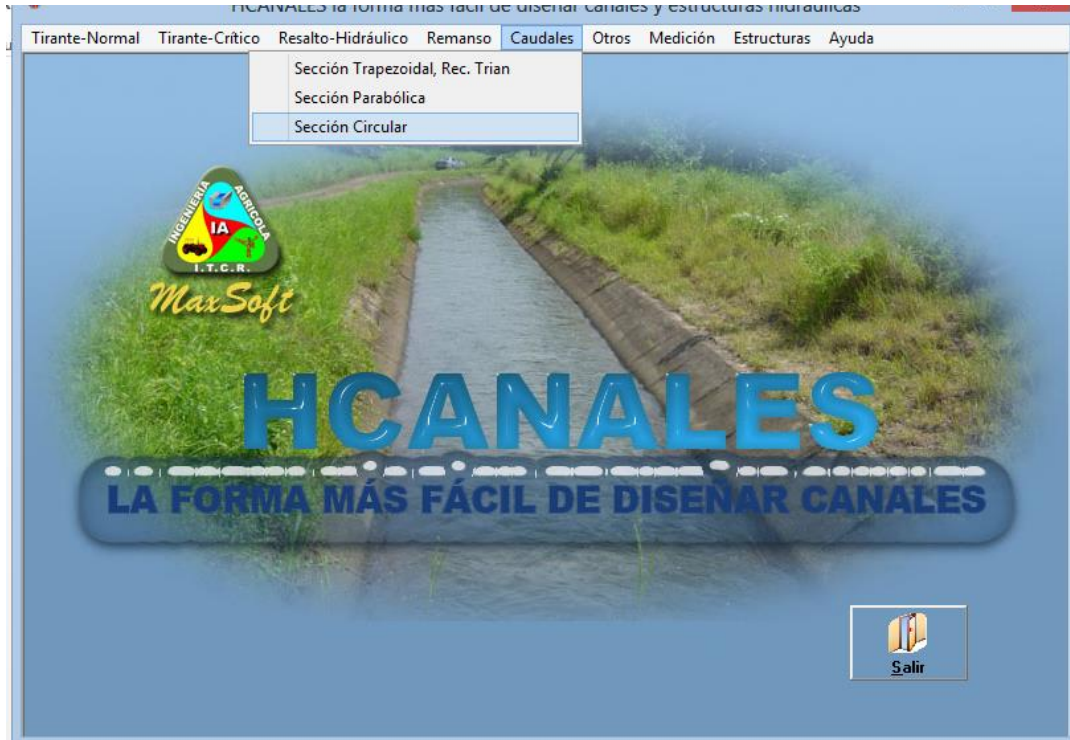 HCANALES la forma más fácil de diseñar canales y estructuras hidráulicas
Tirante-Normal Tirante-Crítico Resalto-Hidráulico Remanso Caudales Otros Medición Estructuras Ayuda
Sección Trapezoidal, Rec. Trian
Sección Parabólica
Sección Circular
INGENIERIA AGRICOLA
IA
I.T.C.R.
MaxSoft
HCANALES
LA FORMA MÁS FÁCIL DE DISEÑAR CANALES
Salir